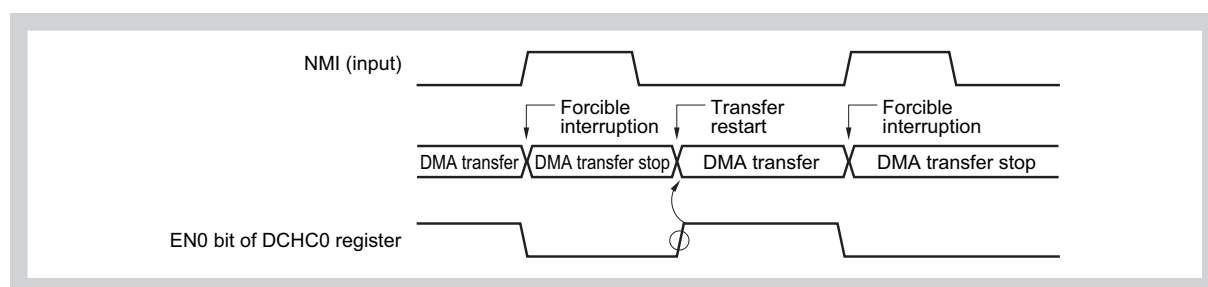 NMI (input)
Forcible
interruption
Transfer
restart
Forcible
interruption
DMA transfer
DMA transfer stop
DMA transfer
DMA transfer stop
EN0 bit of DCHC0 register